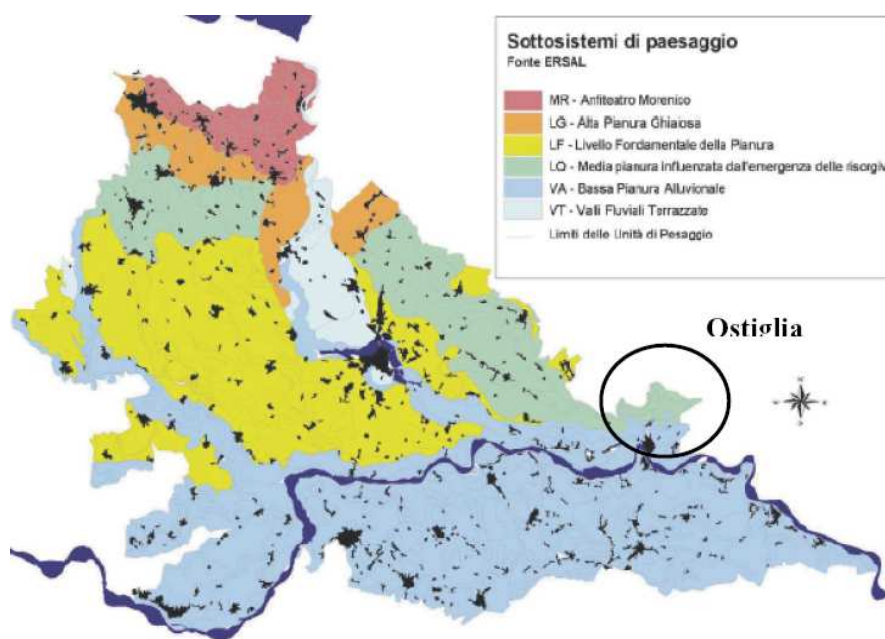 Sottosistemi di paesaggio
Fonte ERSAL
MR - Anfiteatro Morenico
LG - Alta Pianura Ghiaiosa
LF - Livello Fondamentale della Pianura
LQ - Media pianura influenzata dall'emergenza delle risorgiv
VA - Bassa Pianura Alluvionale
VT - Valli Fluviali Terrazzate
Limiti delle Unità di Pesaggio
Ostiglia